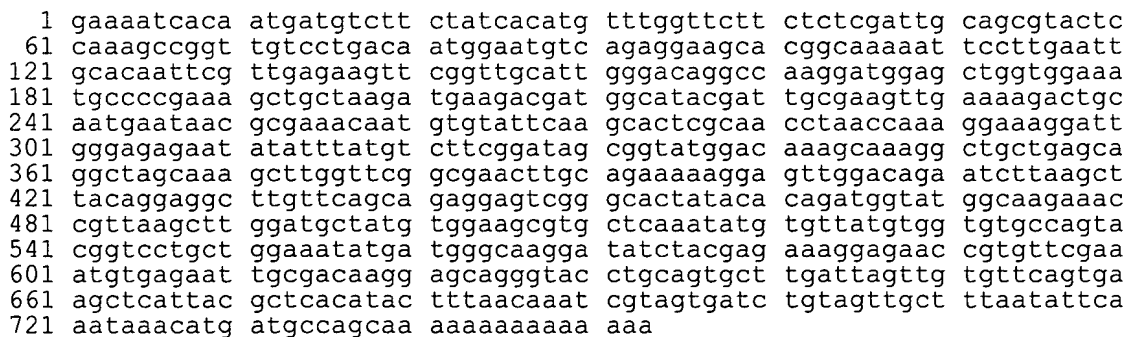 1 gaaaatcaca atgatgtctt ctatcacatg tttggttctt ctctcgattg cagcgtactc
61 caaagccggt tgtcctgaca atggaatgtc agaggaagca cggcaaaaat tccttgaatt
121 gcacaattcg ttgagaagtt cggttgcatt gggacaggcc aaggatggag ctggtggaaa
181 tgccccgaaa gctgctaaga tgaagacgat ggcatacgat tgcgaagttg aaaagactgc
241 aatgaataac gcgaaacaat gtgtattcaa gcactcgcaa cctaaccaaa ggaaaggatt
301 gggagagaat atatttatgt cttcggatag cggtatggac aaagcaaagg ctgctgagca
361 ggctagcaaa gcttggttcg gcgaacttgc agaaaaagga gttggacaga atcttaagct
421 tacaggaggc ttgttcagca gaggagtcgg gcactataca cagatggtat ggcaagaaac
481 cgttaagctt ggatgctatg tggaagcgtg ctcaaatatg tgttatgtgg tgtgccagta
541 cggtcctgct ggaaatatga tgggcaagga tatctacgag aaaggagaac cgtgttcgaa
601 atgtgagaat tgcgacaagg agcagggtac ctgcagtgct tgattagttg tgttcagtga
661 agctcattac gctcacatac tttaacaaat cgtagtgatc tgtagttgct ttaatattca
721 aataaacatg atgccagcaa aaaaaaaaaa aaa